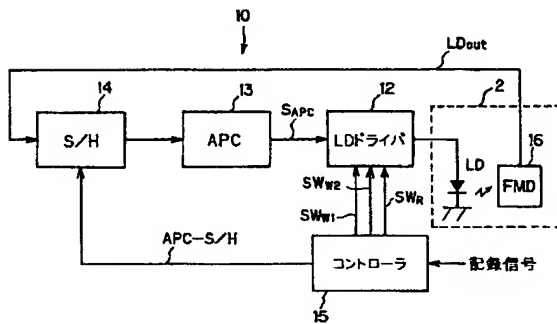 10
LDout
14
13
12
2
S/H
APC
SAPC
LDドライバ
16
LD
FMD
SWW1
SWW2
SWR
APC-S/H
コントローラ
記録信号
15